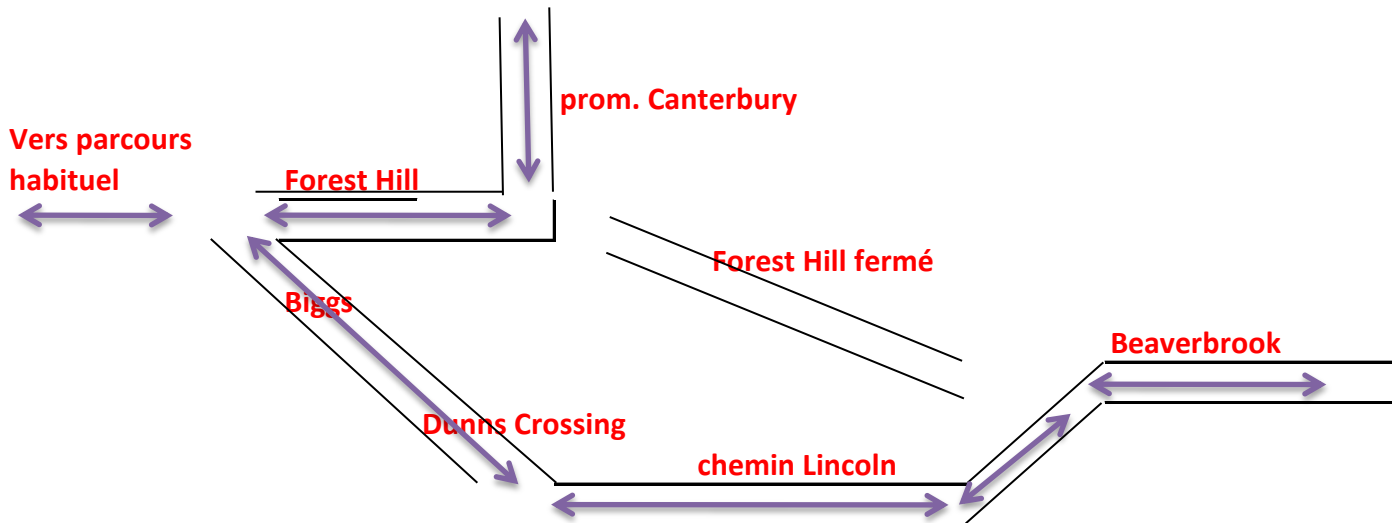 prom. Canterbury
Vers parcours
habituel
Forest Hill
Forest Hill fermé
Biggs
Beaverbrook
Dunns Crossing
chemin Lincoln